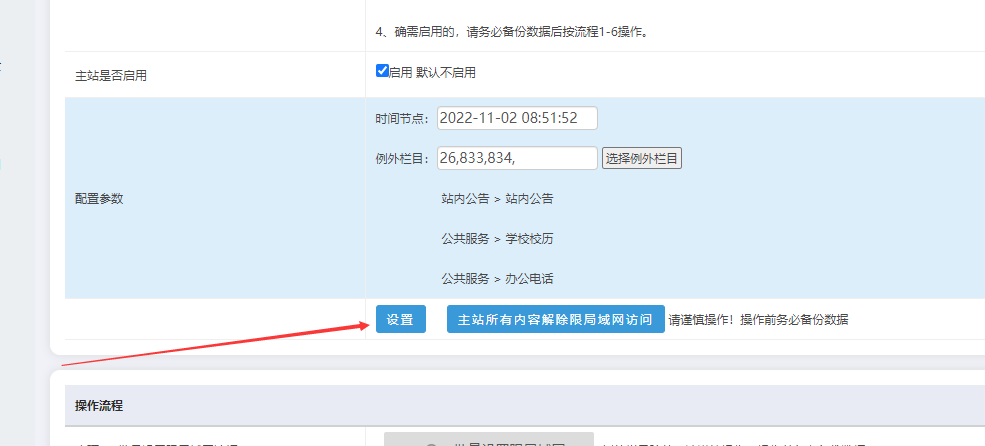 4、确需启用的，请务必备份数据后按流程1-6操作。
主站是否启用
启用 默认不启用
时间节点： 2022-11-02 08:51:52
例外栏目： 26,833,834, 选择例外栏目
配置参数
站内公告 > 站内公告
公共服务 > 学校校历
公共服务 > 办公电话
设置 主站所有内容解除限局域网访问 请谨慎操作！操作前务必备份数据
操作流程